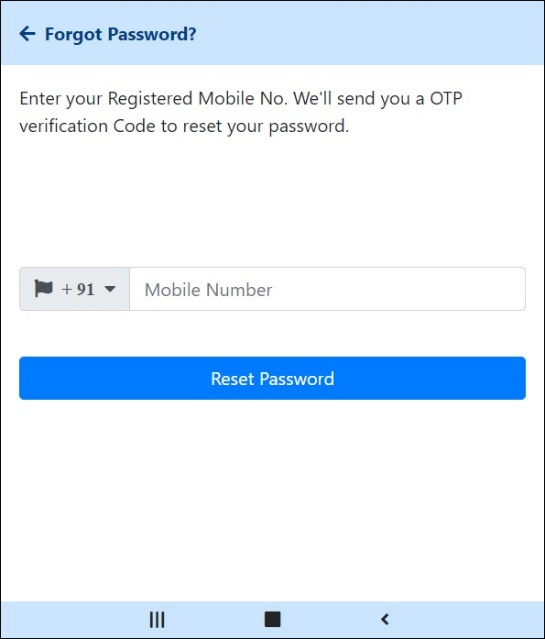 Forgot Password?
Enter your Registered Mobile No. We'll send you a OTP
verification Code to reset your password.
+ 91 Mobile Number
Reset Password